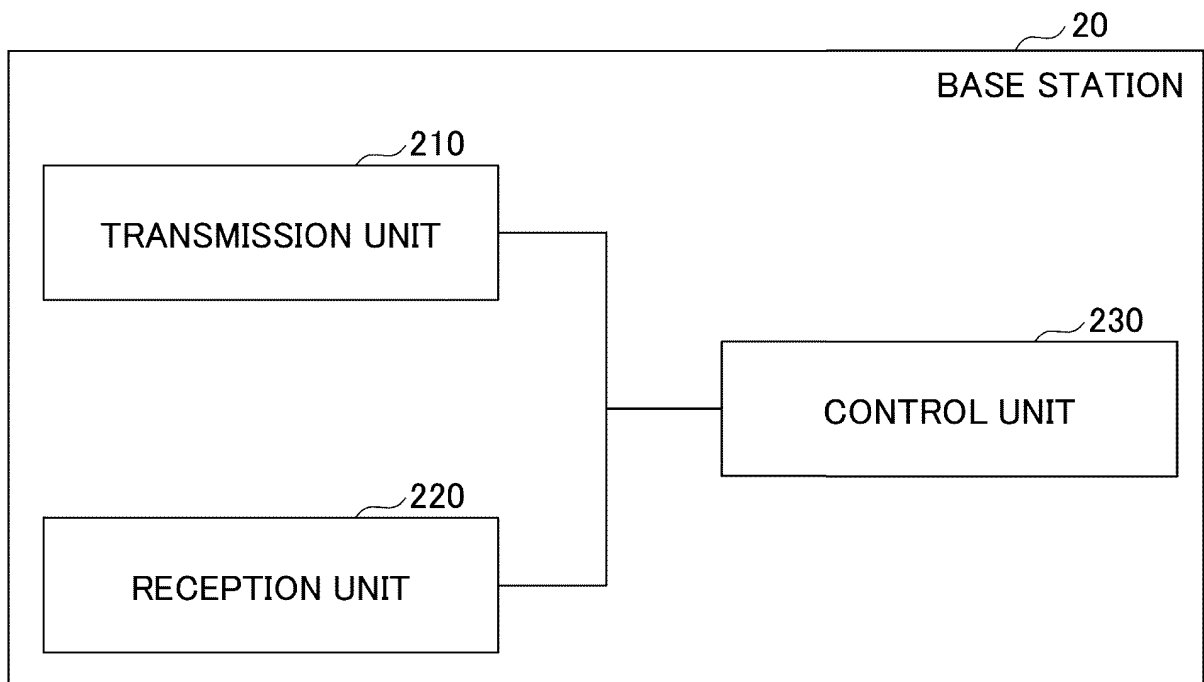 20
BASE STATION
210
TRANSMISSION UNIT
230
CONTROL UNIT
220
RECEPTION UNIT